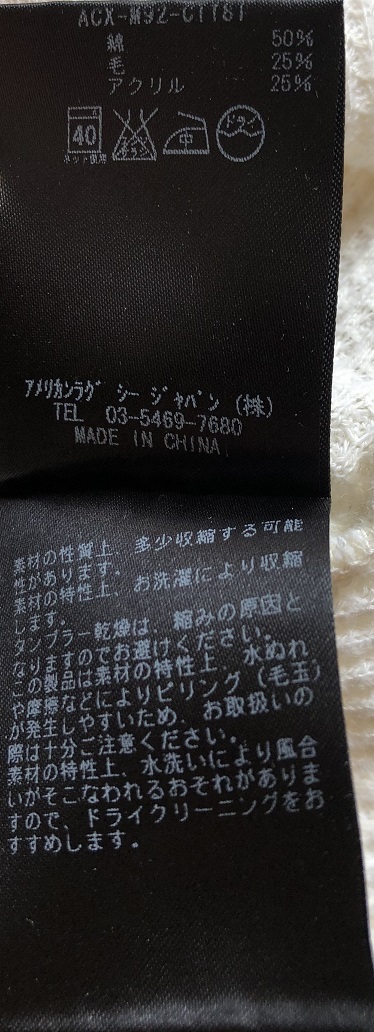 ACX-M92-CTT8T
綿 50%
毛 25%
アクリル 25%
40
ネット使用
エンソサラシ
中
ドライ
アメリカンラグ シー ジャパン (株)
TEL 03-5469-7680
MADE IN CHINA
素材の性質上、多少収縮する可能
性があります。
素材の特性上、お洗濯により収縮
します。
タンブラー乾燥は、縮みの原因と
なりますのでお避けください。
この製品は素材の特性上、水ぬれ
や摩擦などによりピリング(毛玉)
が発生しやすいため、お取扱いの
際は十分ご注意ください。
素材の特性上、水洗いにより風合
いがそこなわれるおそれがありま
すので、ドライクリーニングをお
すすめします。